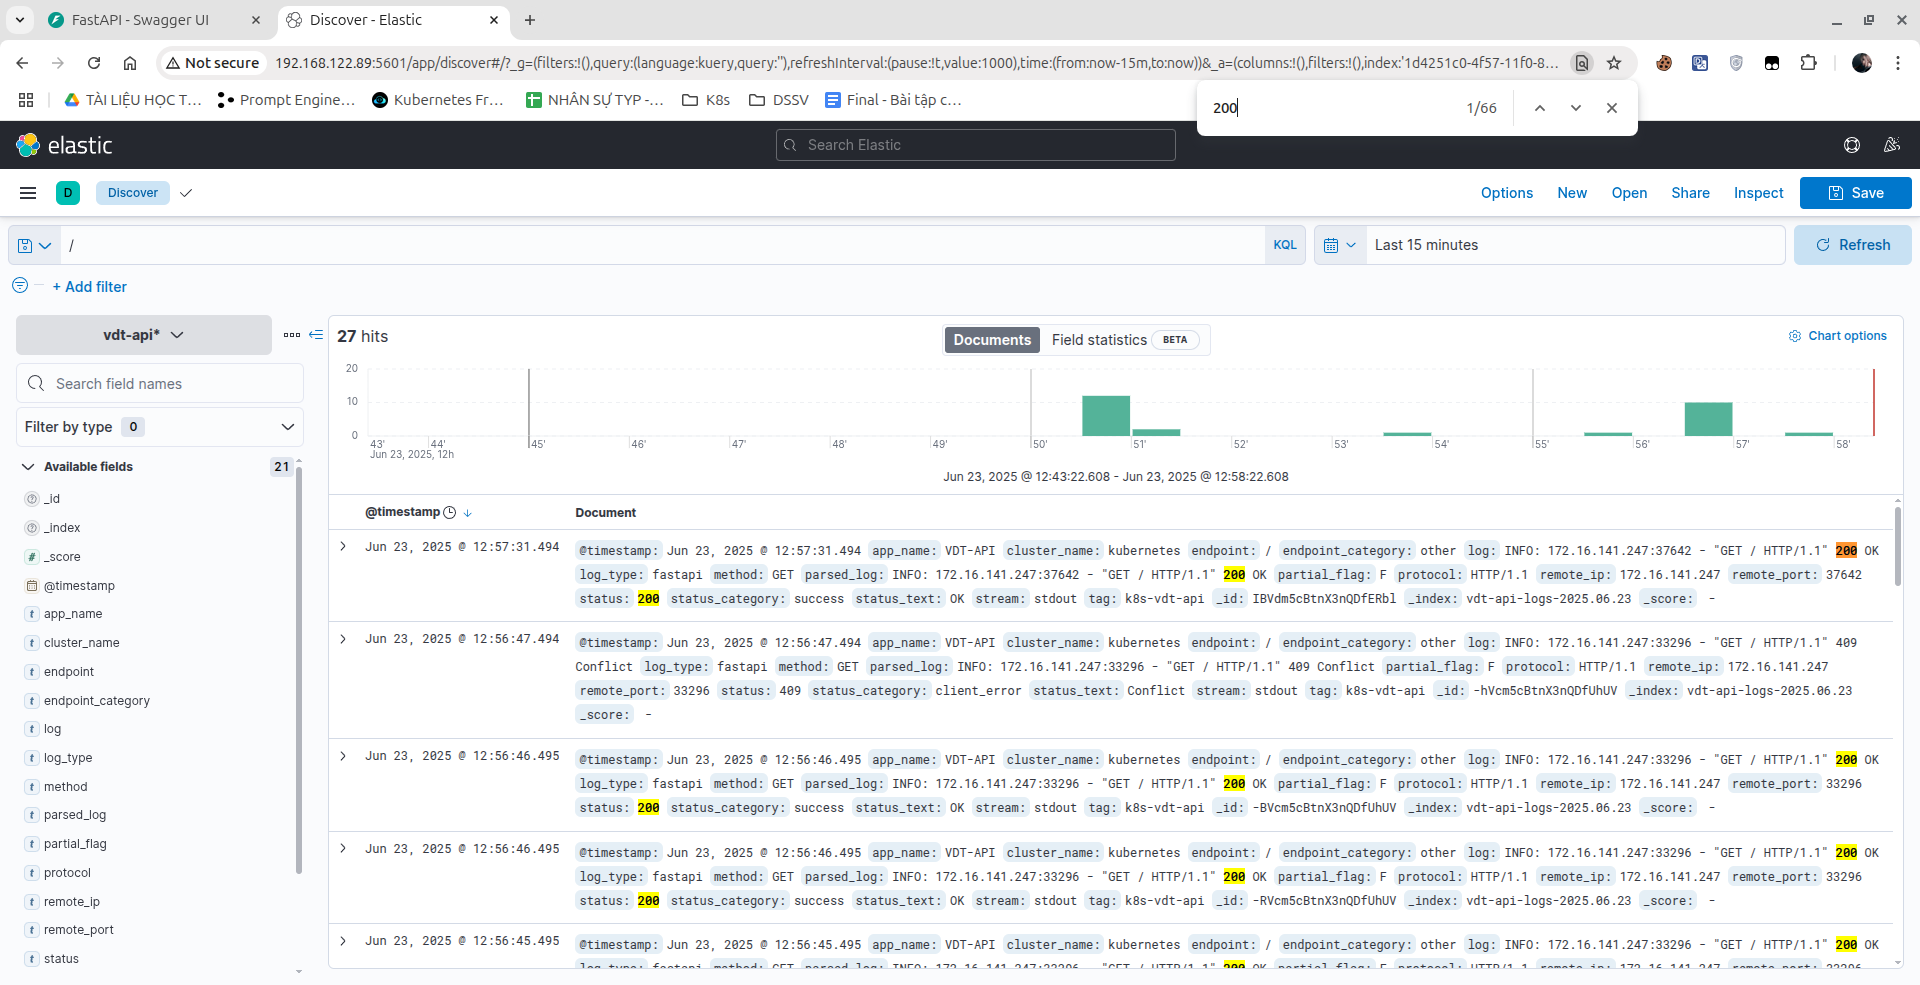 FastAPI - Swagger UI
Discover - Elastic
Not secure
192.168.122.89:5601/app/discover#/?_g=(filters:!(),query:(language:kuery,query:''),refreshInterval:(pause:!t,value:1000),time:(from:now-15m,to:now))&_a=(columns:!(),filters:!(),index:'1d4251c0-4f57-11f0-8...
TÀI LIỆU HỌC T...
Prompt Engine...
Kubernetes Fr...
NHÂN SỰ TYP -...
K8s
DSSV
Final - Bài tập c...
200 1/66
elastic
Search Elastic
D Discover
Options New Open Share Inspect Save
/ KQL Last 15 minutes Refresh
+ Add filter
vdt-api*
Search field names
Filter by type 0
Available fields 21
_id
_index
# _score
@timestamp
t app_name
t cluster_name
t endpoint
t endpoint_category
t log
t log_type
t method
t parsed_log
t partial_flag
t protocol
t remote_ip
t remote_port
t status
27 hits
Documents Field statistics BETA
Chart options
20
10
0
43' 44' 45' 46' 47' 48' 49' 50' 51' 52' 53' 54' 55' 56' 57' 58'
Jun 23, 2025, 12h
Jun 23, 2025 @ 12:43:22.608 - Jun 23, 2025 @ 12:58:22.608
@timestamp Document
Jun 23, 2025 @ 12:57:31.494
@timestamp: Jun 23, 2025 @ 12:57:31.494 app_name: VDT-API cluster_name: kubernetes endpoint: / endpoint_category: other log: INFO: 172.16.141.247:37642 - "GET / HTTP/1.1" 200 OK
log_type: fastapi method: GET parsed_log: INFO: 172.16.141.247:37642 - "GET / HTTP/1.1" 200 OK partial_flag: F protocol: HTTP/1.1 remote_ip: 172.16.141.247 remote_port: 37642
status: 200 status_category: success status_text: OK stream: stdout tag: k8s-vdt-api _id: IBVdm5cBtnX3nQDfERbl _index: vdt-api-logs-2025.06.23 _score: -
Jun 23, 2025 @ 12:56:47.494
@timestamp: Jun 23, 2025 @ 12:56:47.494 app_name: VDT-API cluster_name: kubernetes endpoint: / endpoint_category: other log: INFO: 172.16.141.247:33296 - "GET / HTTP/1.1" 409
Conflict log_type: fastapi method: GET parsed_log: INFO: 172.16.141.247:33296 - "GET / HTTP/1.1" 409 Conflict partial_flag: F protocol: HTTP/1.1 remote_ip: 172.16.141.247
remote_port: 33296 status: 409 status_category: client_error status_text: Conflict stream: stdout tag: k8s-vdt-api _id: -hVcm5cBtnX3nQDfUhUV _index: vdt-api-logs-2025.06.23
_score: -
Jun 23, 2025 @ 12:56:46.495
@timestamp: Jun 23, 2025 @ 12:56:46.495 app_name: VDT-API cluster_name: kubernetes endpoint: / endpoint_category: other log: INFO: 172.16.141.247:33296 - "GET / HTTP/1.1" 200 OK
log_type: fastapi method: GET parsed_log: INFO: 172.16.141.247:33296 - "GET / HTTP/1.1" 200 OK partial_flag: F protocol: HTTP/1.1 remote_ip: 172.16.141.247 remote_port: 33296
status: 200 status_category: success status_text: OK stream: stdout tag: k8s-vdt-api _id: -BVcm5cBtnX3nQDfUhUV _index: vdt-api-logs-2025.06.23 _score: -
Jun 23, 2025 @ 12:56:46.495
@timestamp: Jun 23, 2025 @ 12:56:46.495 app_name: VDT-API cluster_name: kubernetes endpoint: / endpoint_category: other log: INFO: 172.16.141.247:33296 - "GET / HTTP/1.1" 200 OK
log_type: fastapi method: GET parsed_log: INFO: 172.16.141.247:33296 - "GET / HTTP/1.1" 200 OK partial_flag: F protocol: HTTP/1.1 remote_ip: 172.16.141.247 remote_port: 33296
status: 200 status_category: success status_text: OK stream: stdout tag: k8s-vdt-api _id: -RVcm5cBtnX3nQDfUhUV _index: vdt-api-logs-2025.06.23 _score: -
Jun 23, 2025 @ 12:56:45.495
@timestamp: Jun 23, 2025 @ 12:56:45.495 app_name: VDT-API cluster_name: kubernetes endpoint: / endpoint_category: other log: INFO: 172.16.141.247:33296 - "GET / HTTP/1.1" 200 OK